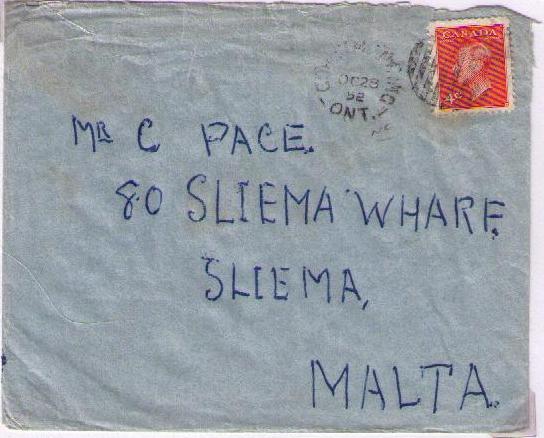 CANADA
4¢
OC 28
52
ONT.
MR C PACE.
80 SLIEMA WHARF,
SLIEMA,
MALTA.